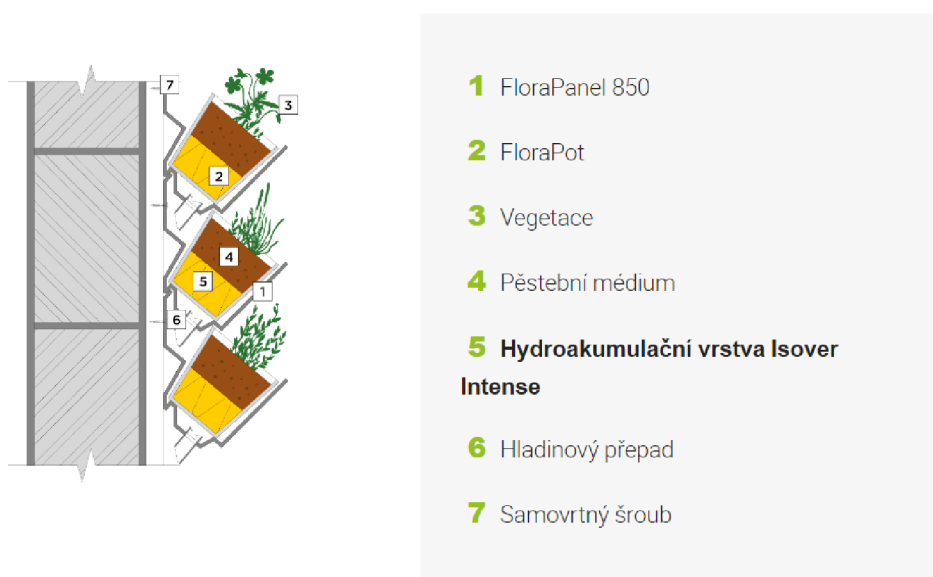 7
3
2
4
5
1
6
1 FloraPanel 850
2 FloraPot
3 Vegetace
4 Pěstební médium
5 Hydroakumulační vrstva Isover
Intense
6 Hladinový přepad
7 Samovrtný šroub